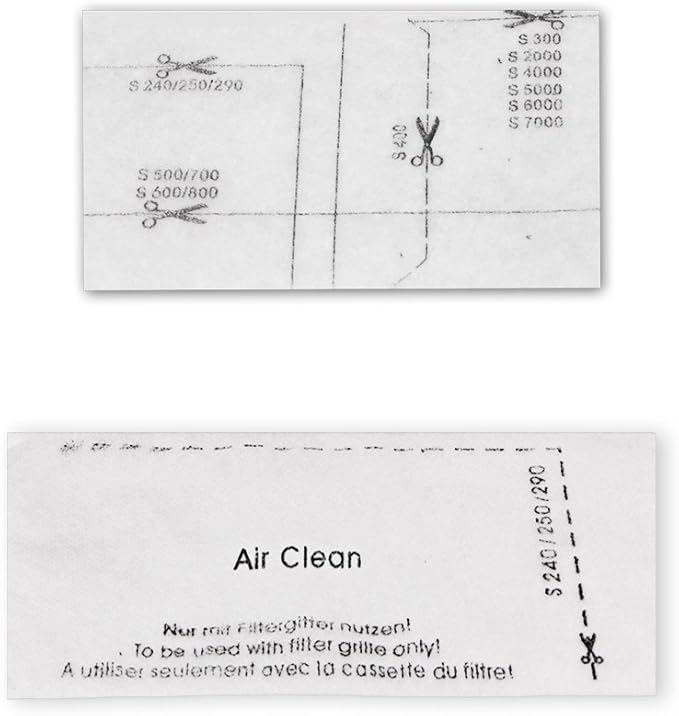 S 300
S 2000
S 4000
S 5000
S 6000
S 7000
S 240/250/290
S 400
S 500/700
S 600/800
S 240/250/290
Air Clean
Nur mit Filtergitter nutzen!
To be used with filter grille only!
A utiliser seulement avec la cassette du filtre!